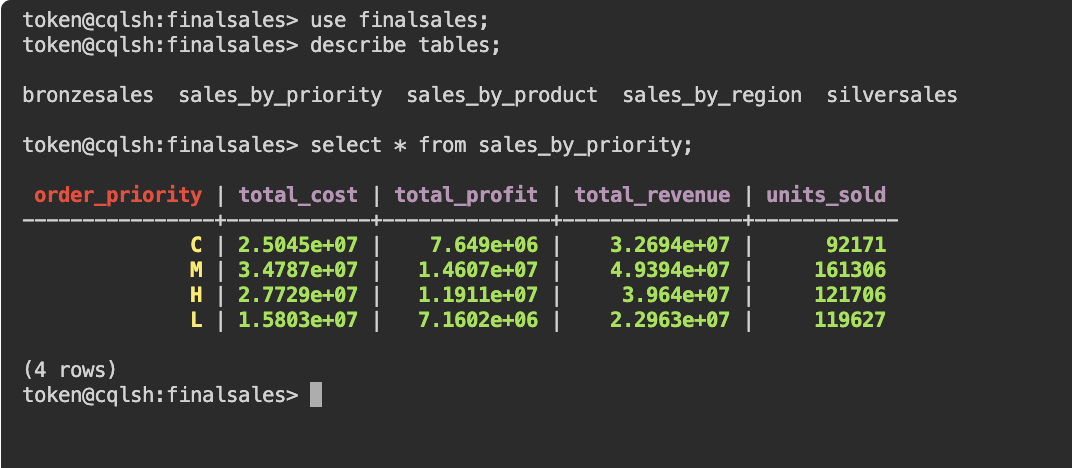 token@cqlsh:finalsales> use finalsales;
token@cqlsh:finalsales> describe tables;
bronzesales  sales_by_priority  sales_by_product  sales_by_region  silversales
token@cqlsh:finalsales> select * from sales_by_priority;
 order_priority | total_cost | total_profit | total_revenue | units_sold
----------------+------------+--------------+---------------+------------
              C | 2.5045e+07 |    7.649e+06 |    3.2694e+07 |      92171
              M | 3.4787e+07 |   1.4607e+07 |    4.9394e+07 |     161306
              H | 2.7729e+07 |   1.1911e+07 |     3.964e+07 |     121706
              L | 1.5803e+07 |   7.1602e+06 |    2.2963e+07 |     119627
(4 rows)
token@cqlsh:finalsales>